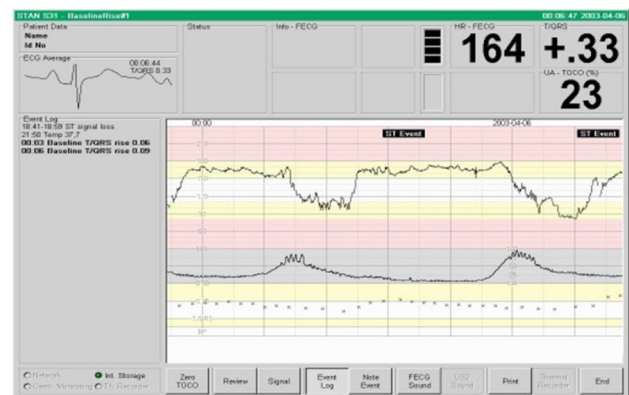 STAN S31 - BaselineRise#1
00:06:47 2003-04-06
Patient Data
Name
Id No
Status
Info - FECG
HR - FECG
164
T/QRS
+.33
ECG Average
00:06:44
T/QRS 0.33
UA - TOCO (%)
23
Event Log
18:41-18:59 ST signal loss
21:50 Temp 37,7
00:03 Baseline T/QRS rise 0.06
00:06 Baseline T/QRS rise 0.09
00:00
2003-04-06
ST Event
ST Event
Network
Int. Storage
Centr. Monitoring
Th. Recorder
Zero TOCO
Review
Signal
Event Log
Note Event
FECG Sound
US2 Sound
Print
Thermal Recorder
End